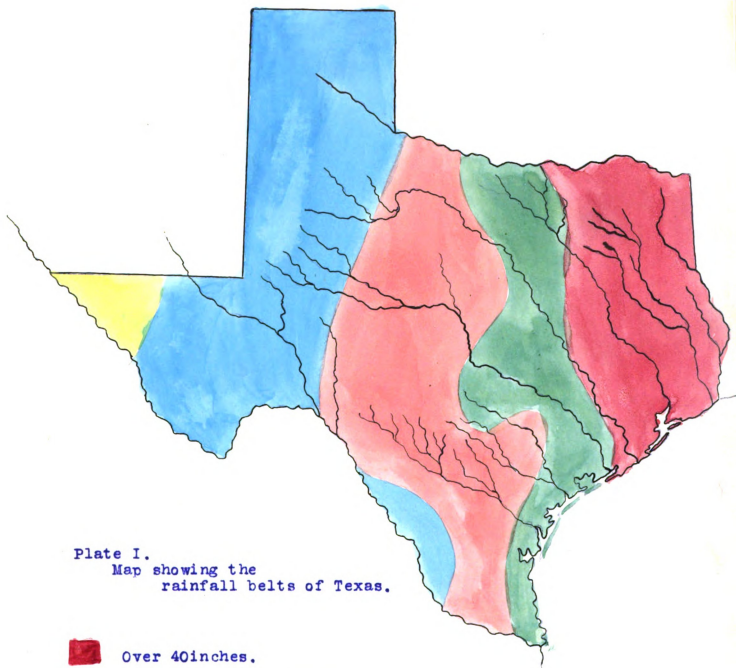 Plate I.
Map showing the
rainfall belts of Texas.
Over 40inches.